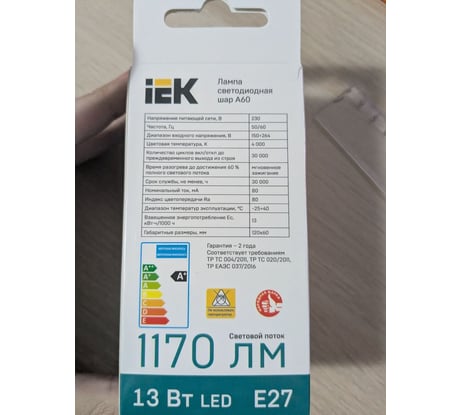 IEK
Лампа
светодиодная
шар А60
Напряжение питающей сети, В 230
Частота, Гц 50/60
Диапазон входного напряжения, В 150÷264
Цветовая температура, К 4 000
Количество циклов вкл/откл до
преждевременного выхода из строя 30 000
Время разогрева до достижения 60 %
полного светового потока мгновенное зажигание
Срок службы, не менее, ч 30 000
Номинальный ток, мА 80
Индекс цветопередачи Ra 80
Диапазон температур эксплуатации, °С -25÷40
Взвешенное энергопотребление Ес,
кВт·ч/1000 ч 13
Габаритные размеры, мм 120х60
Гарантия – 2 года
Соответствует требованиям
ТР ТС 004/2011, ТР ТС 020/2011,
ТР ЕАЭС 037/2016
A++
A+
A
B
C
D
E
A+
Световой поток
1170 лм
13 Вт LED E27